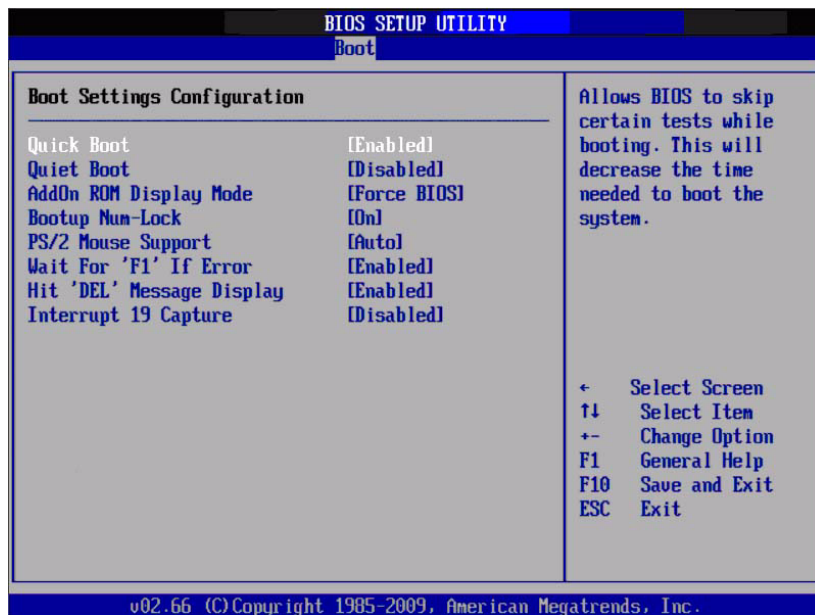 BIOS SETUP UTILITY
Boot
Boot Settings Configuration
Quick Boot [Enabled]
Quiet Boot [Disabled]
AddOn ROM Display Mode [Force BIOS]
Bootup Num-Lock [On]
PS/2 Mouse Support [Auto]
Wait For 'F1' If Error [Enabled]
Hit 'DEL' Message Display [Enabled]
Interrupt 19 Capture [Disabled]
Allows BIOS to skip
certain tests while
booting. This will
decrease the time
needed to boot the
system.
← Select Screen
↑↓ Select Item
+- Change Option
F1 General Help
F10 Save and Exit
ESC Exit
v02.66 (C)Copyright 1985-2009, American Megatrends, Inc.